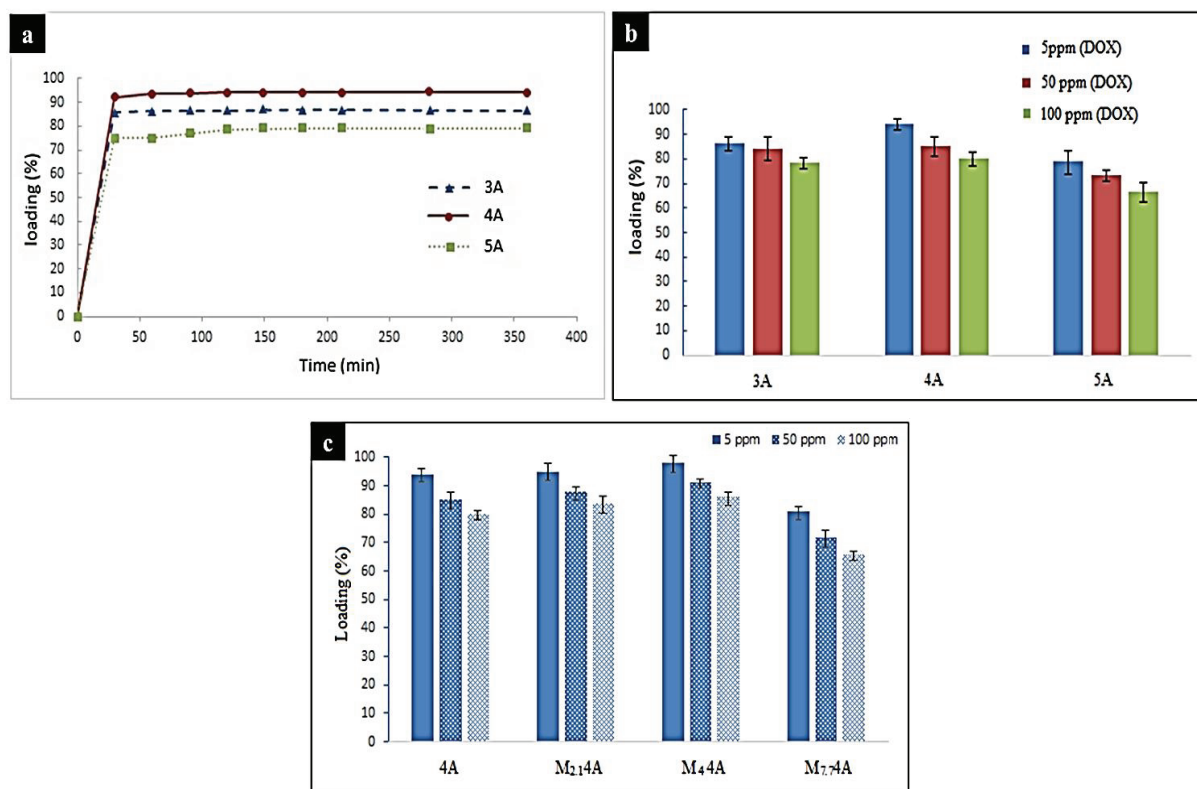 a
100
90
80
70
60
50
40
30
20
10
0
loading (%)
3A
4A
5A
0 50 100 150 200 250 300 350 400
Time (min)
b
5ppm (DOX)
50 ppm (DOX)
100 ppm (DOX)
100
90
80
70
60
50
40
30
20
10
0
loading (%)
3A 4A 5A
c
5 ppm 50 ppm 100 ppm
100
90
80
70
60
50
40
30
20
10
0
Loading (%)
4A M2.14A M44A M7.74A